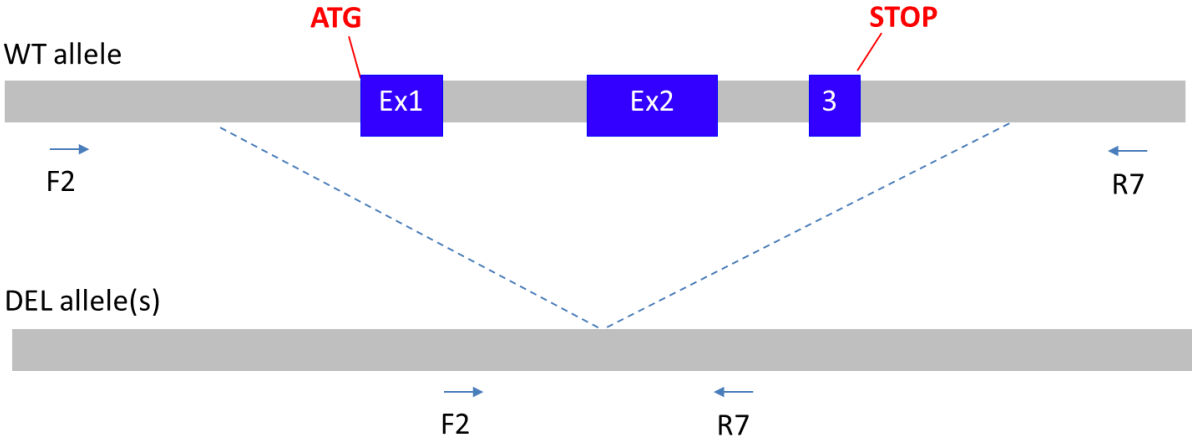 ATG
STOP
WT allele
Ex1
Ex2
3
F2
R7
DEL allele(s)
F2
R7